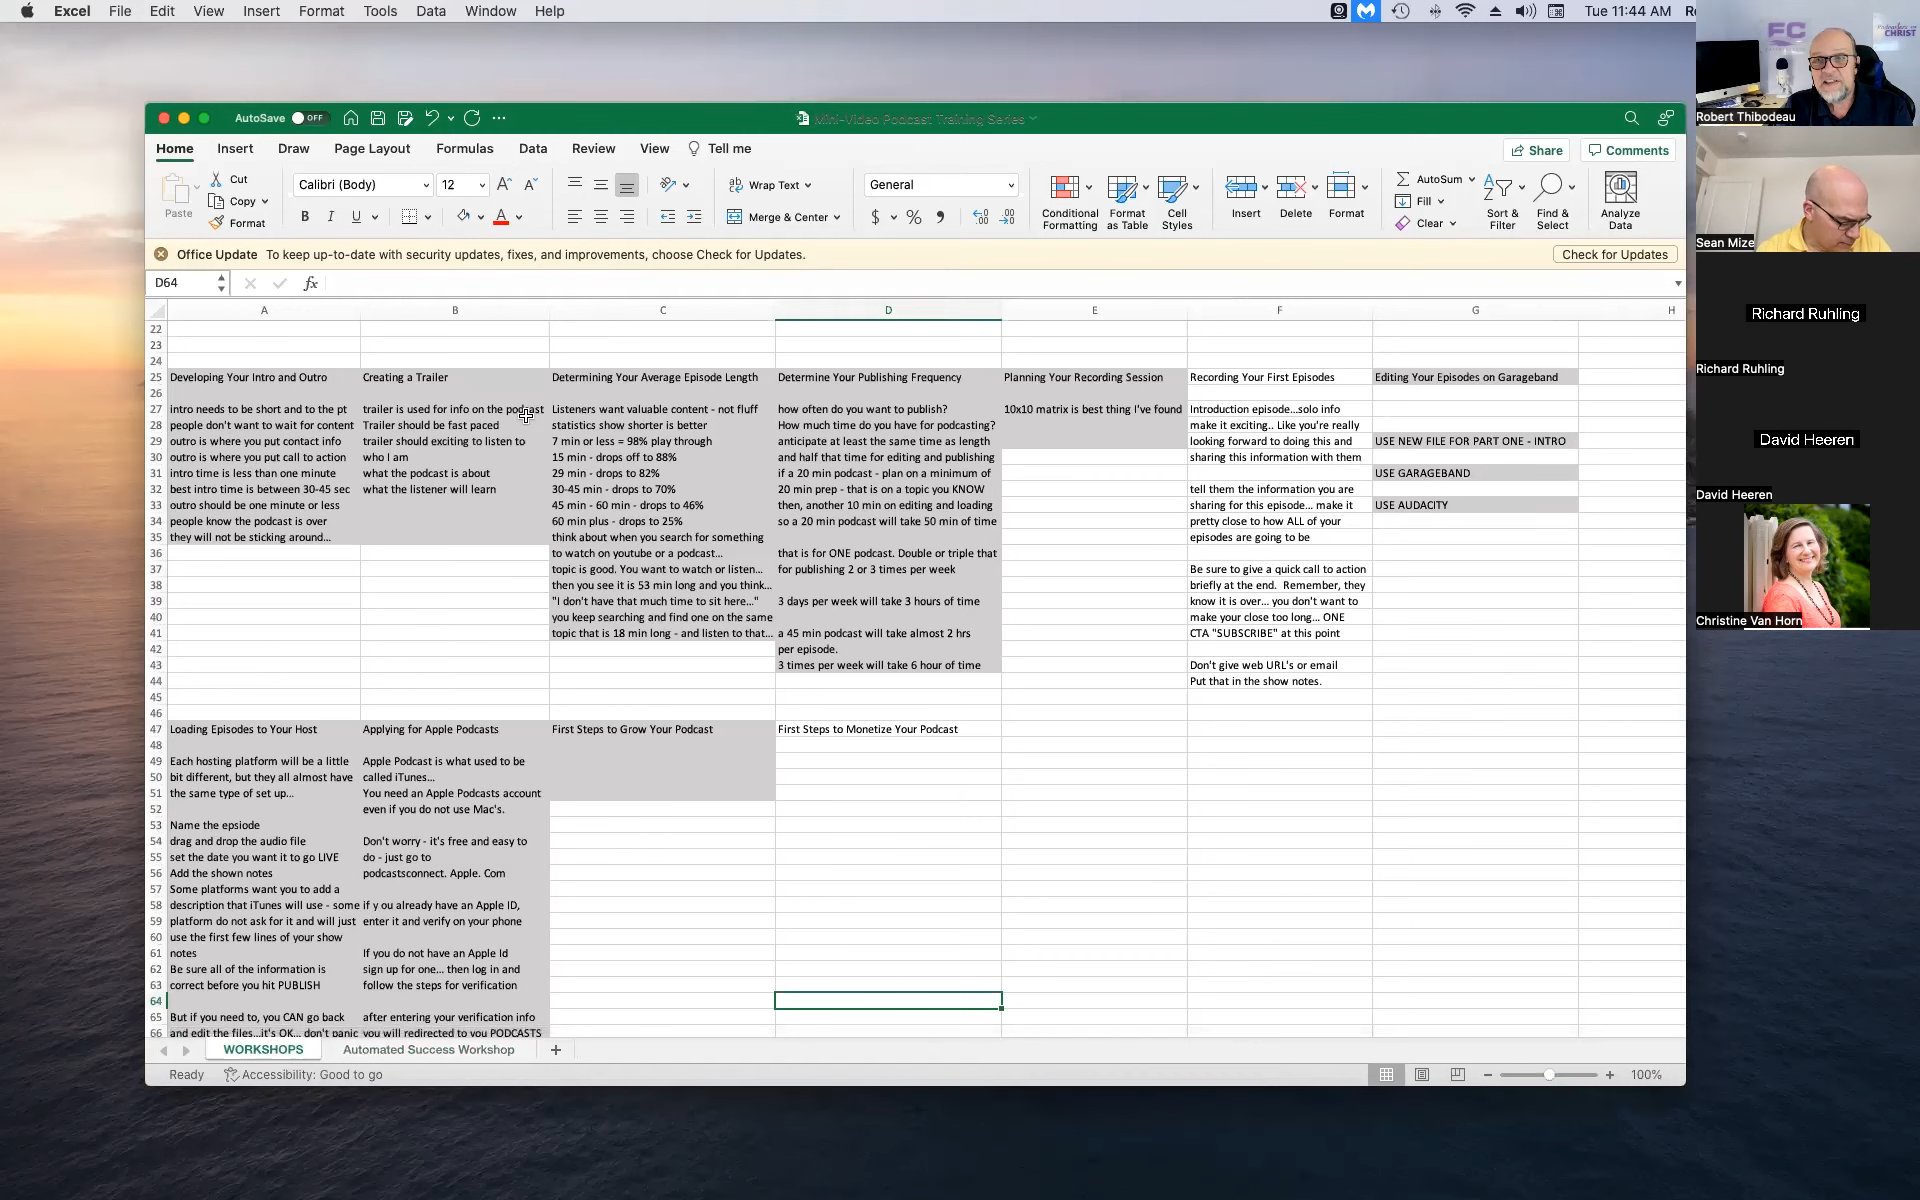 Excel File Edit View Insert Format Tools Data Window Help
Tue 11:44 AM
AutoSave OFF
Mini-Video Podcast Training Series
Home Insert Draw Page Layout Formulas Data Review View Tell me
Share Comments
Paste
Cut
Copy
Format
Calibri (Body) 12
B I U
Wrap Text
Merge & Center
General
Conditional Formatting
Format as Table
Cell Styles
Insert
Delete
Format
AutoSum
Fill
Clear
Sort & Filter
Find & Select
Analyze Data
Office Update To keep up-to-date with security updates, fixes, and improvements, choose Check for Updates.
Check for Updates
D64 fx
A B C D E F G H
22
23
24
25 Developing Your Intro and Outro Creating a Trailer Determining Your Average Episode Length Determine Your Publishing Frequency Planning Your Recording Session Recording Your First Episodes Editing Your Episodes on Garageband
26
27 intro needs to be short and to the pt trailer is used for info on the podcast Listeners want valuable content - not fluff how often do you want to publish? 10x10 matrix is best thing I've found Introduction episode...solo info
28 people don't want to wait for content Trailer should be fast paced statistics show shorter is better How much time do you have for podcasting? make it exciting.. Like you're really
29 outro is where you put contact info trailer should exciting to listen to 7 min or less = 98% play through anticipate at least the same time as length looking forward to doing this and USE NEW FILE FOR PART ONE - INTRO
30 outro is where you put call to action who I am 15 min - drops off to 88% and half that time for editing and publishing sharing this information with them
31 intro time is less than one minute what the podcast is about 29 min - drops to 82% if a 20 min podcast - plan on a minimum of USE GARAGEBAND
32 best intro time is between 30-45 sec what the listener will learn 30-45 min - drops to 70% 20 min prep - that is on a topic you KNOW tell them the information you are
33 outro should be one minute or less 45 min - 60 min - drops to 46% then, another 10 min on editing and loading sharing for this episode... make it USE AUDACITY
34 people know the podcast is over 60 min plus - drops to 25% so a 20 min podcast will take 50 min of time pretty close to how ALL of your
35 they will not be sticking around... think about when you search for something episodes are going to be
36 to watch on youtube or a podcast... that is for ONE podcast. Double or triple that
37 topic is good. You want to watch or listen... for publishing 2 or 3 times per week Be sure to give a quick call to action
38 then you see it is 53 min long and you think... briefly at the end. Remember, they
39 "I don't have that much time to sit here..." 3 days per week will take 3 hours of time know it is over... you don't want to
40 you keep searching and find one on the same make your close too long... ONE
41 topic that is 18 min long - and listen to that... a 45 min podcast will take almost 2 hrs CTA "SUBSCRIBE" at this point
42 per episode.
43 3 times per week will take 6 hour of time Don't give web URL's or email
44 Put that in the show notes.
45
46
47 Loading Episodes to Your Host Applying for Apple Podcasts First Steps to Grow Your Podcast First Steps to Monetize Your Podcast
48
49 Each hosting platform will be a little Apple Podcast is what used to be
50 bit different, but they all almost have called iTunes...
51 the same type of set up... You need an Apple Podcasts account
52 even if you do not use Mac's.
53 Name the epsiode
54 drag and drop the audio file Don't worry - it's free and easy to
55 set the date you want it to go LIVE do - just go to
56 Add the shown notes podcastsconnect. Apple. Com
57 Some platforms want you to add a
58 description that iTunes will use - some if y ou already have an Apple ID,
59 platform do not ask for it and will just enter it and verify on your phone
60 use the first few lines of your show
61 notes If you do not have an Apple Id
62 Be sure all of the information is sign up for one... then log in and
63 correct before you hit PUBLISH follow the steps for verification
64
65 But if you need to, you CAN go back after entering your verification info
66 and edit the files...it's OK... don't panic you will redirected to you PODCASTS
WORKSHOPS Automated Success Workshop
Ready Accessibility: Good to go 100%
FC
CHRIST
Robert Thibodeau
Sean Mize
Richard Ruhling
Richard Ruhling
David Heeren
David Heeren
Christine Van Horn